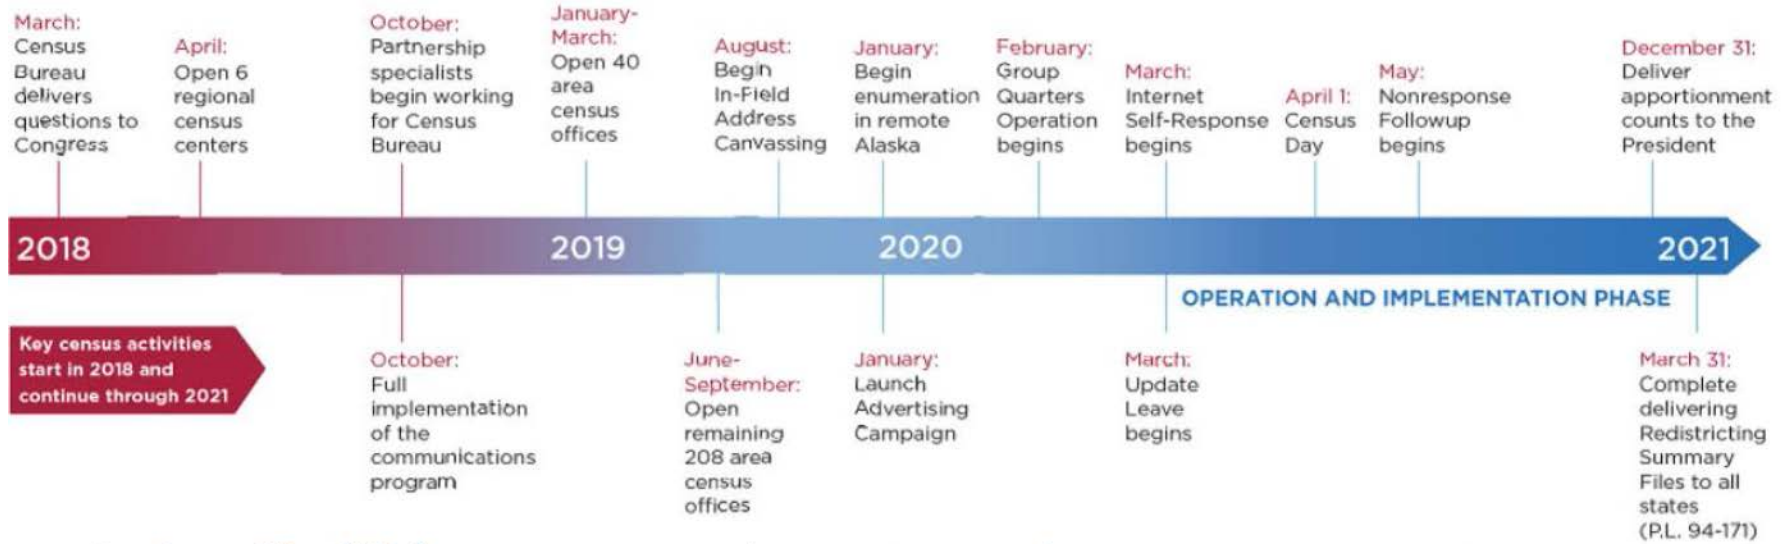 March:
Census
Bureau
delivers
questions to
Congress
April:
Open 6
regional
census
centers
October:
Partnership
specialists
begin working
for Census
Bureau
January-
March:
Open 40
area
census
offices
August:
Begin
In-Field
Address
Canvassing
January:
Begin
enumeration
in remote
Alaska
February:
Group
Quarters
Operation
begins
March:
Internet
Self-Response
begins
April 1:
Census
Day
May:
Nonresponse
Followup
begins
December 31:
Deliver
apportionment
counts to the
President
2018
2019
2020
2021
OPERATION AND IMPLEMENTATION PHASE
Key census activities
start in 2018 and
continue through 2021
October:
Full
implementation
of the
communications
program
June-
September:
Open
remaining
208 area
census
offices
January:
Launch
Advertising
Campaign
March:
Update
Leave
begins
March 31:
Complete
delivering
Redistricting
Summary
Files to all
states
(P.L. 94-171)